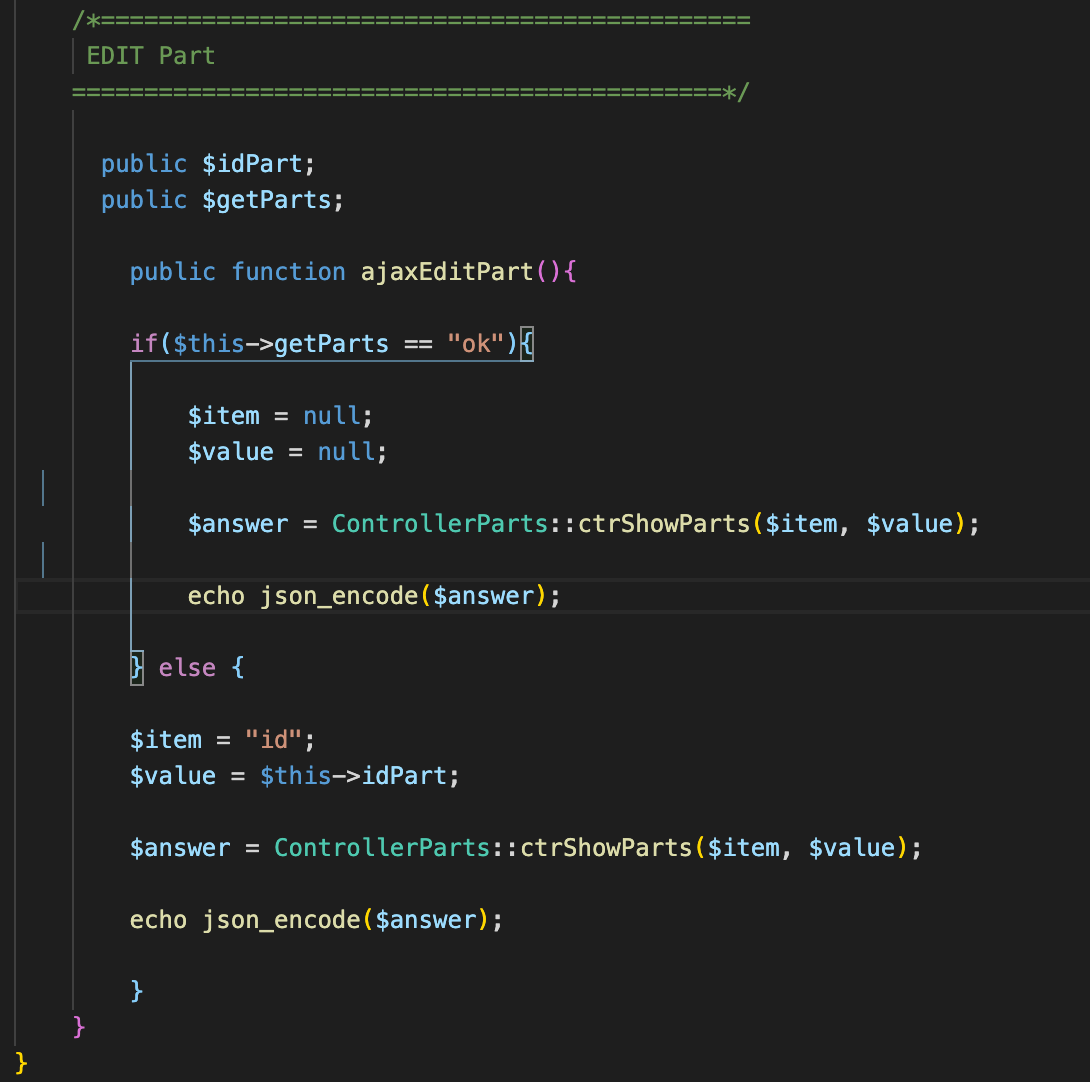 /*=============================================
EDIT Part
=============================================*/
public $idPart;
public $getParts;
public function ajaxEditPart(){
if($this->getParts == "ok"){
$item = null;
$value = null;
$answer = ControllerParts::ctrShowParts($item, $value);
echo json_encode($answer);
} else {
$item = "id";
$value = $this->idPart;
$answer = ControllerParts::ctrShowParts($item, $value);
echo json_encode($answer);
}
}
}